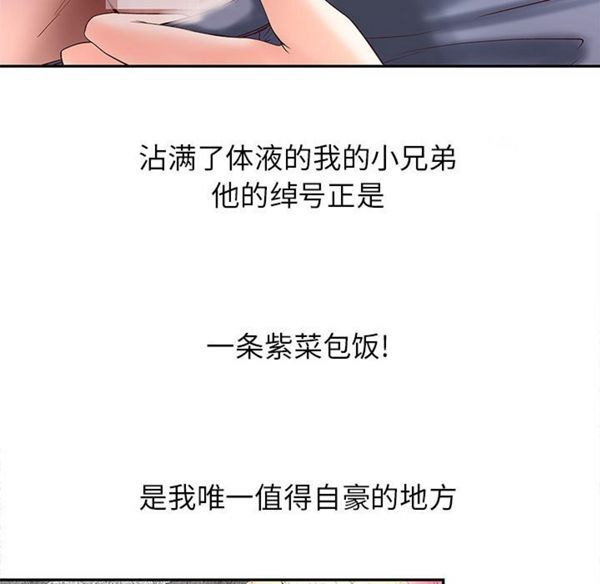 沾满了体液的我的小兄弟
他的绰号正是
一条紫菜包饭!
是我唯一值得自豪的地方